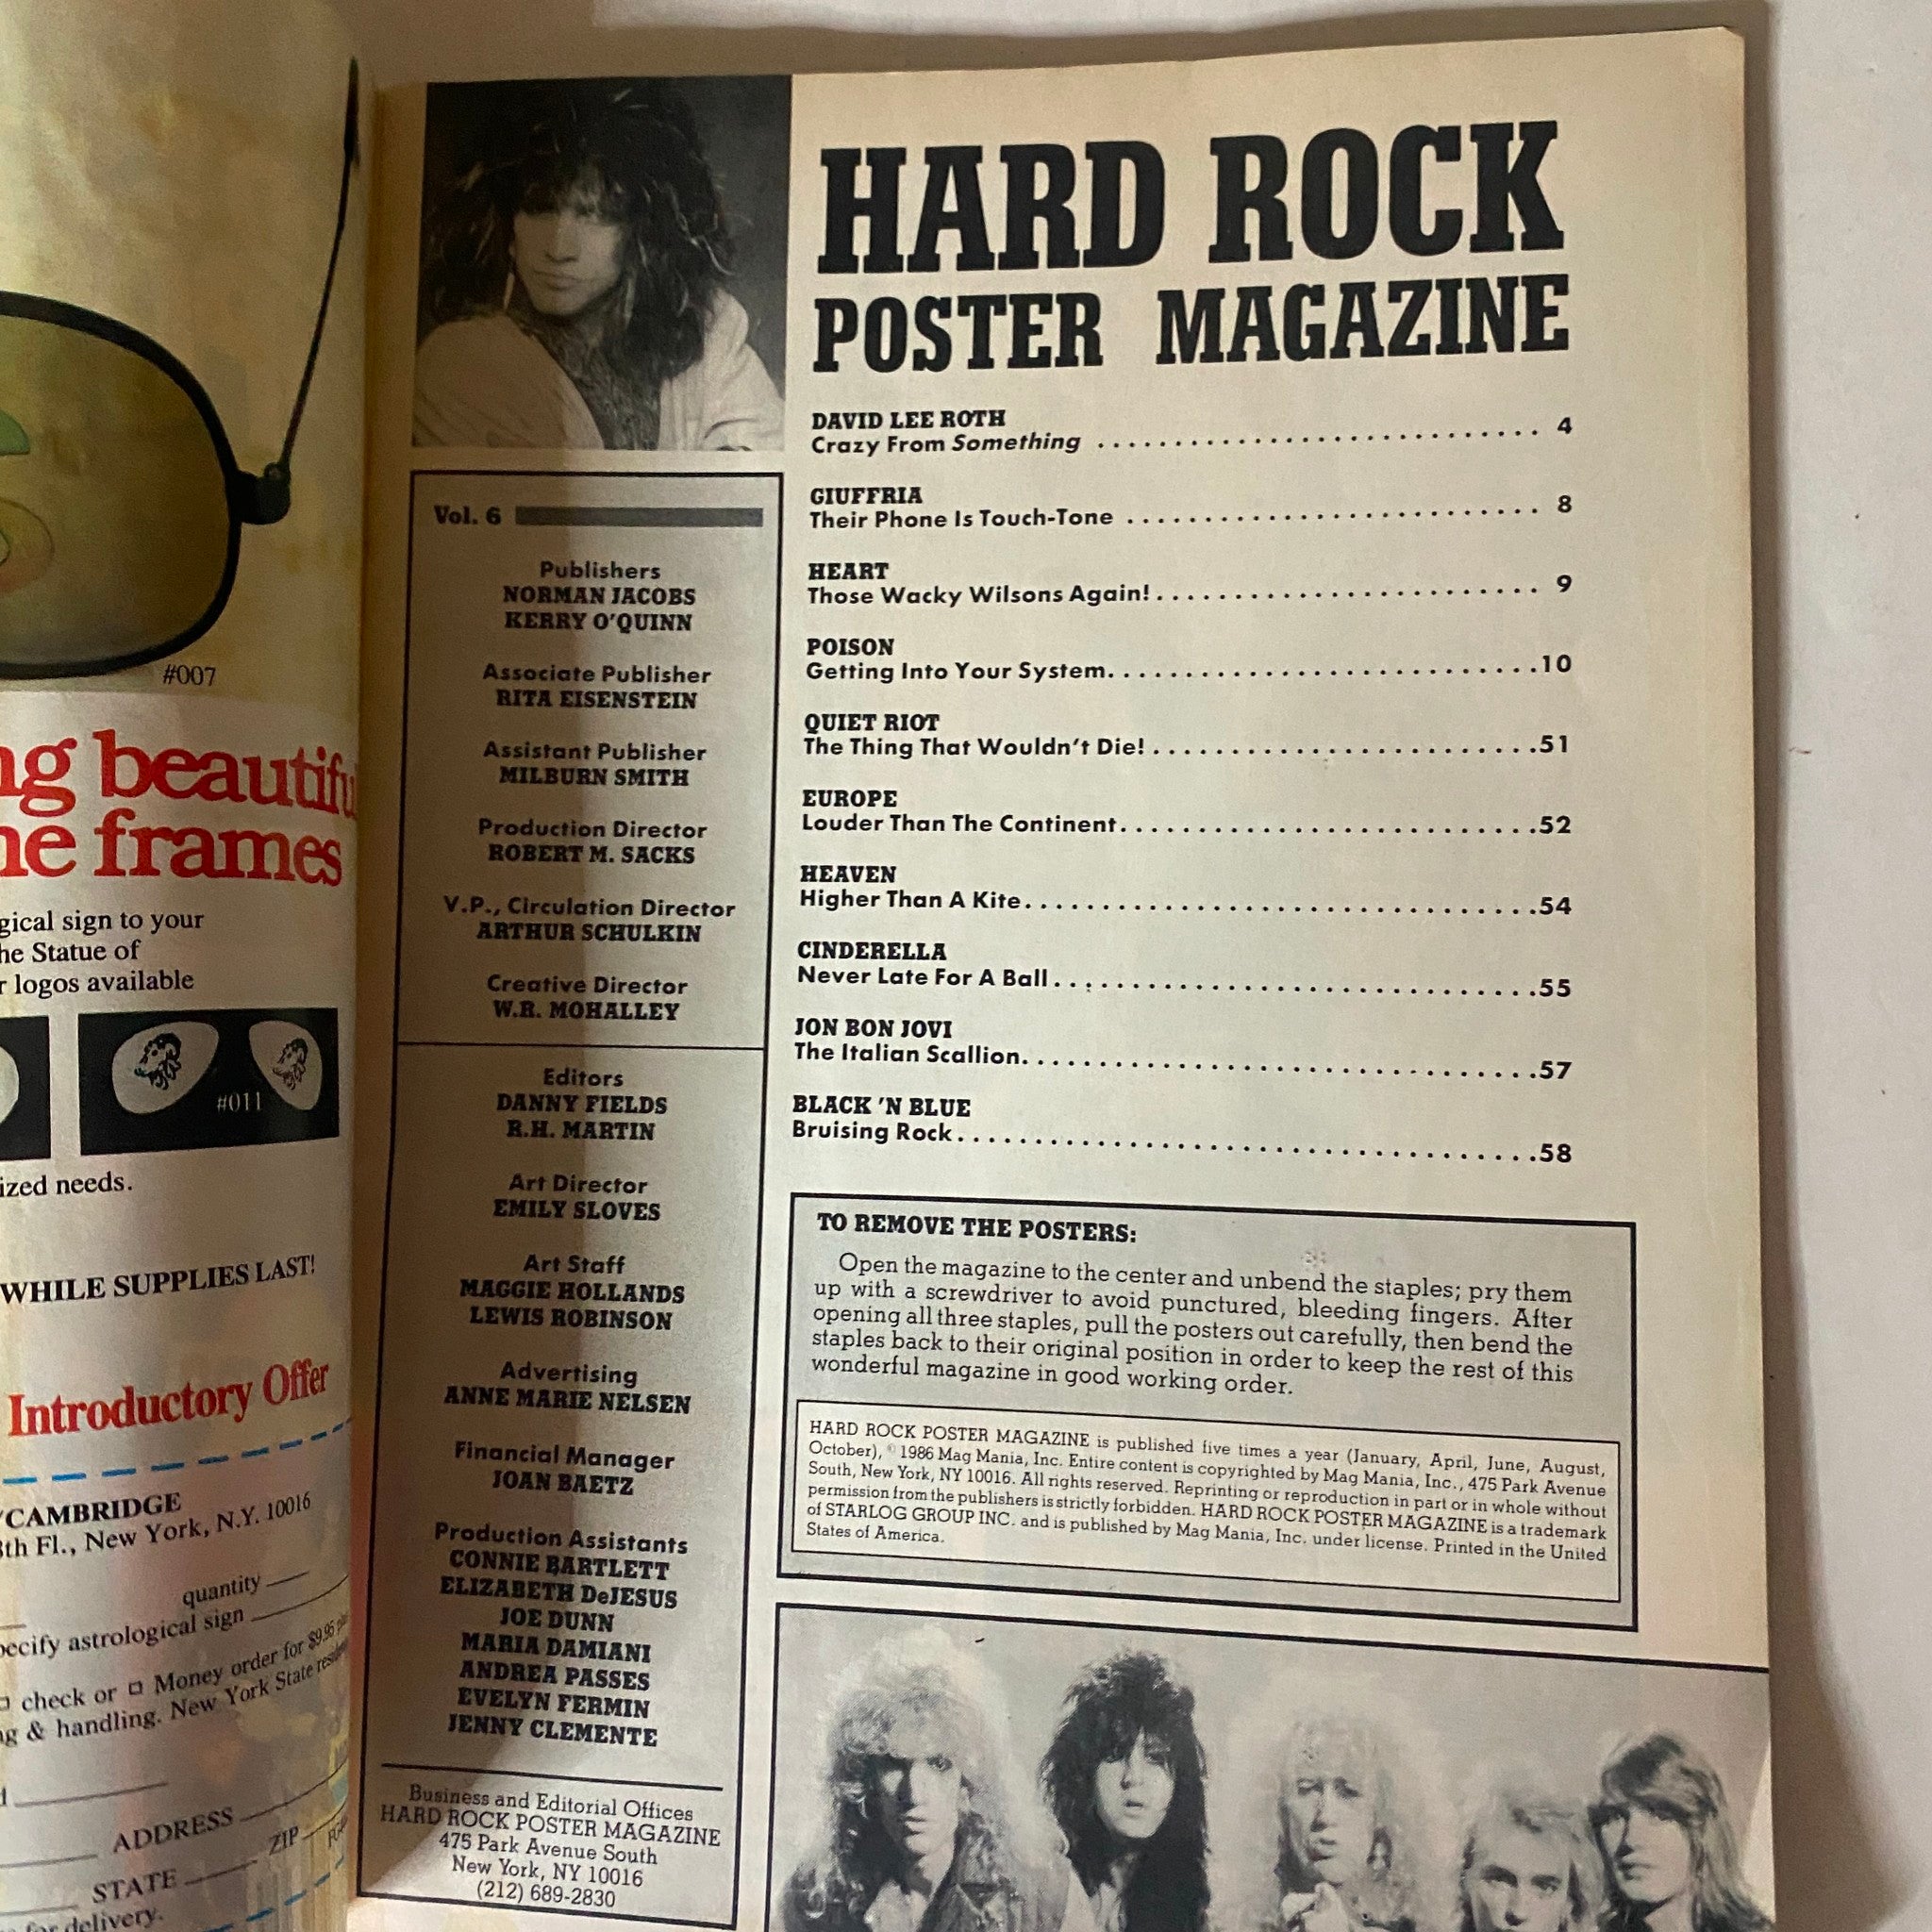 #007
ng beautifu
ne frames
gical sign to your
he Statue of
r logos available
#011
ized needs.
WHILE SUPPLIES LAST!
Introductory Offer
/CAMBRIDGE
8th Fl., New York, N.Y. 10016
quantity
pecify astrological sign
check or □ Money order for $9.95 plu
ng & handling. New York State resid
ADDRESS
STATE
ZIP
for delivery.
HARD ROCK
POSTER MAGAZINE
Vol. 6
Publishers
NORMAN JACOBS
KERRY O'QUINN
Associate Publisher
RITA EISENSTEIN
Assistant Publisher
MILBURN SMITH
Production Director
ROBERT M. SACKS
V.P., Circulation Director
ARTHUR SCHULKIN
Creative Director
W.R. MOHALLEY
Editors
DANNY FIELDS
R.H. MARTIN
Art Director
EMILY SLOVES
Art Staff
MAGGIE HOLLANDS
LEWIS ROBINSON
Advertising
ANNE MARIE NELSEN
Financial Manager
JOAN BAETZ
Production Assistants
CONNIE BARTLETT
ELIZABETH DeJESUS
JOE DUNN
MARIA DAMIANI
ANDREA PASSES
EVELYN FERMIN
JENNY CLEMENTE
Business and Editorial Offices
HARD ROCK POSTER MAGAZINE
475 Park Avenue South
New York, NY 10016
(212) 689-2830
DAVID LEE ROTH
Crazy From Something ............................. 4
GIUFFRIA
Their Phone Is Touch-Tone ........................... 8
HEART
Those Wacky Wilsons Again!......................... 9
POISON
Getting Into Your System............................10
QUIET RIOT
The Thing That Wouldn't Die!.........................51
EUROPE
Louder Than The Continent...........................52
HEAVEN
Higher Than A Kite.................................54
CINDERELLA
Never Late For A Ball...............................55
JON BON JOVI
The Italian Scallion.................................57
BLACK 'N BLUE
Bruising Rock......................................58
TO REMOVE THE POSTERS:
Open the magazine to the center and unbend the staples; pry them
up with a screwdriver to avoid punctured, bleeding fingers. After
opening all three staples, pull the posters out carefully, then bend the
staples back to their original position in order to keep the rest of this
wonderful magazine in good working order.
HARD ROCK POSTER MAGAZINE is published five times a year (January, April, June, August,
October), © 1986 Mag Mania, Inc. Entire content is copyrighted by Mag Mania, Inc., 475 Park Avenue
South, New York, NY 10016. All rights reserved. Reprinting or reproduction in part or in whole without
permission from the publishers is strictly forbidden. HARD ROCK POSTER MAGAZINE is a trademark
of STARLOG GROUP INC. and is published by Mag Mania, Inc. under license. Printed in the United
States of America.